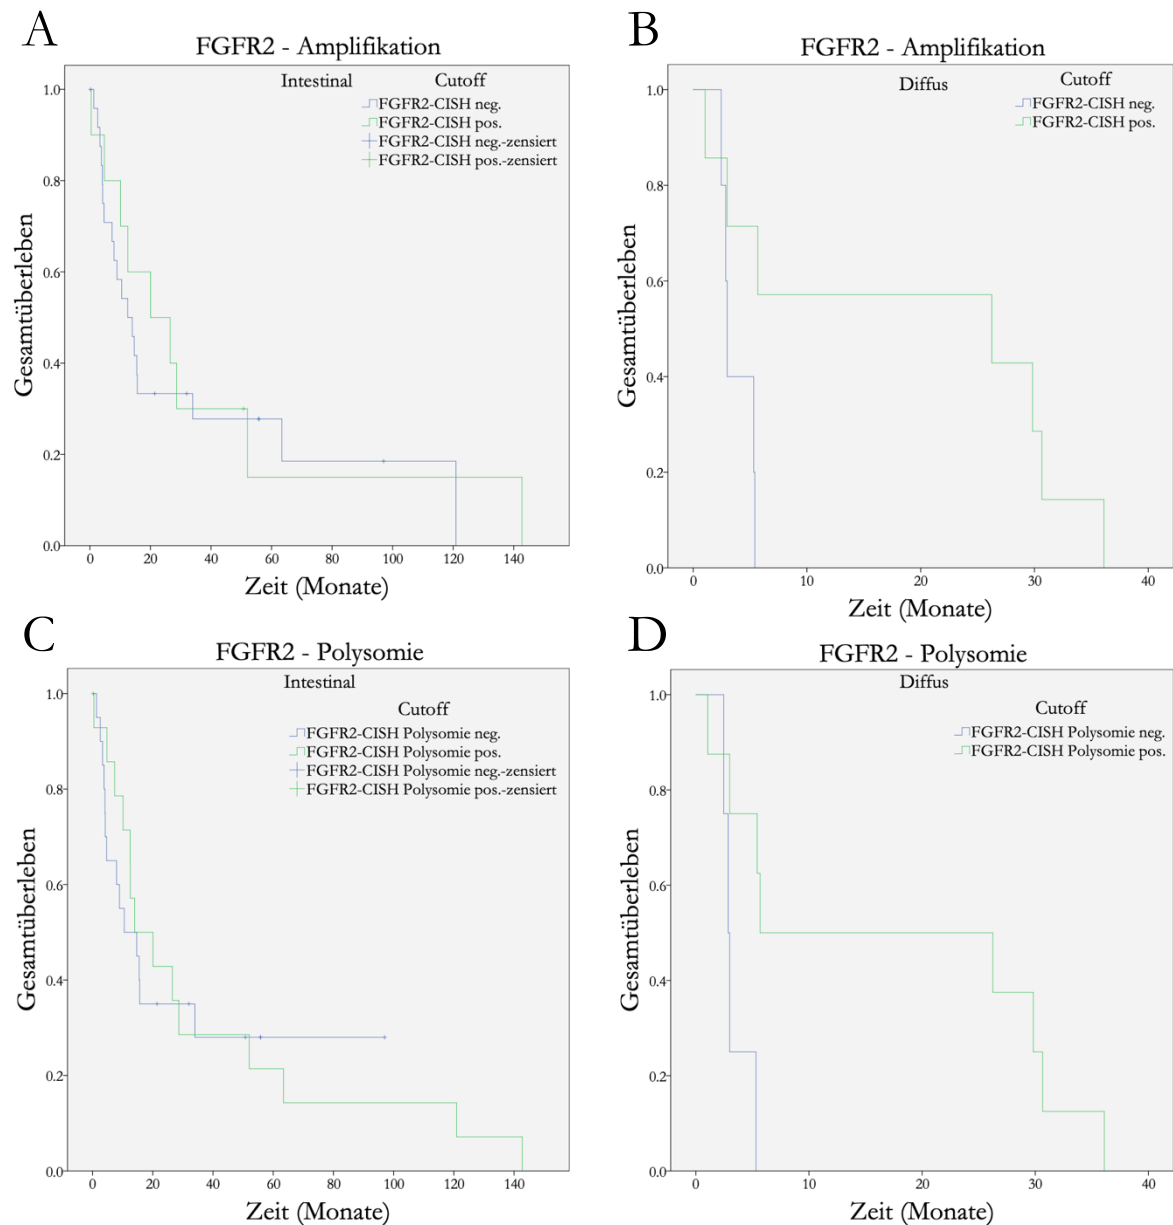 A
FGFR2 - Amplifikation
Intestinal
Cutoff
FGFR2-CISH neg.
FGFR2-CISH pos.
FGFR2-CISH neg.-zensiert
FGFR2-CISH pos.-zensiert
Gesamtüberleben
1.0
0.8
0.6
0.4
0.2
0.0
0 20 40 60 80 100 120 140
Zeit (Monate)
B
FGFR2 - Amplifikation
Diffus
Cutoff
FGFR2-CISH neg.
FGFR2-CISH pos.
Gesamtüberleben
1.0
0.8
0.6
0.4
0.2
0.0
0 10 20 30 40
Zeit (Monate)
C
FGFR2 - Polysomie
Intestinal
Cutoff
FGFR2-CISH Polysomie neg.
FGFR2-CISH Polysomie pos.
FGFR2-CISH Polysomie neg.-zensiert
FGFR2-CISH Polysomie pos.-zensiert
Gesamtüberleben
1.0
0.8
0.6
0.4
0.2
0.0
0 20 40 60 80 100 120 140
Zeit (Monate)
D
FGFR2 - Polysomie
Diffus
Cutoff
FGFR2-CISH Polysomie neg.
FGFR2-CISH Polysomie pos.
Gesamtüberleben
1.0
0.8
0.6
0.4
0.2
0.0
0 10 20 30 40
Zeit (Monate)